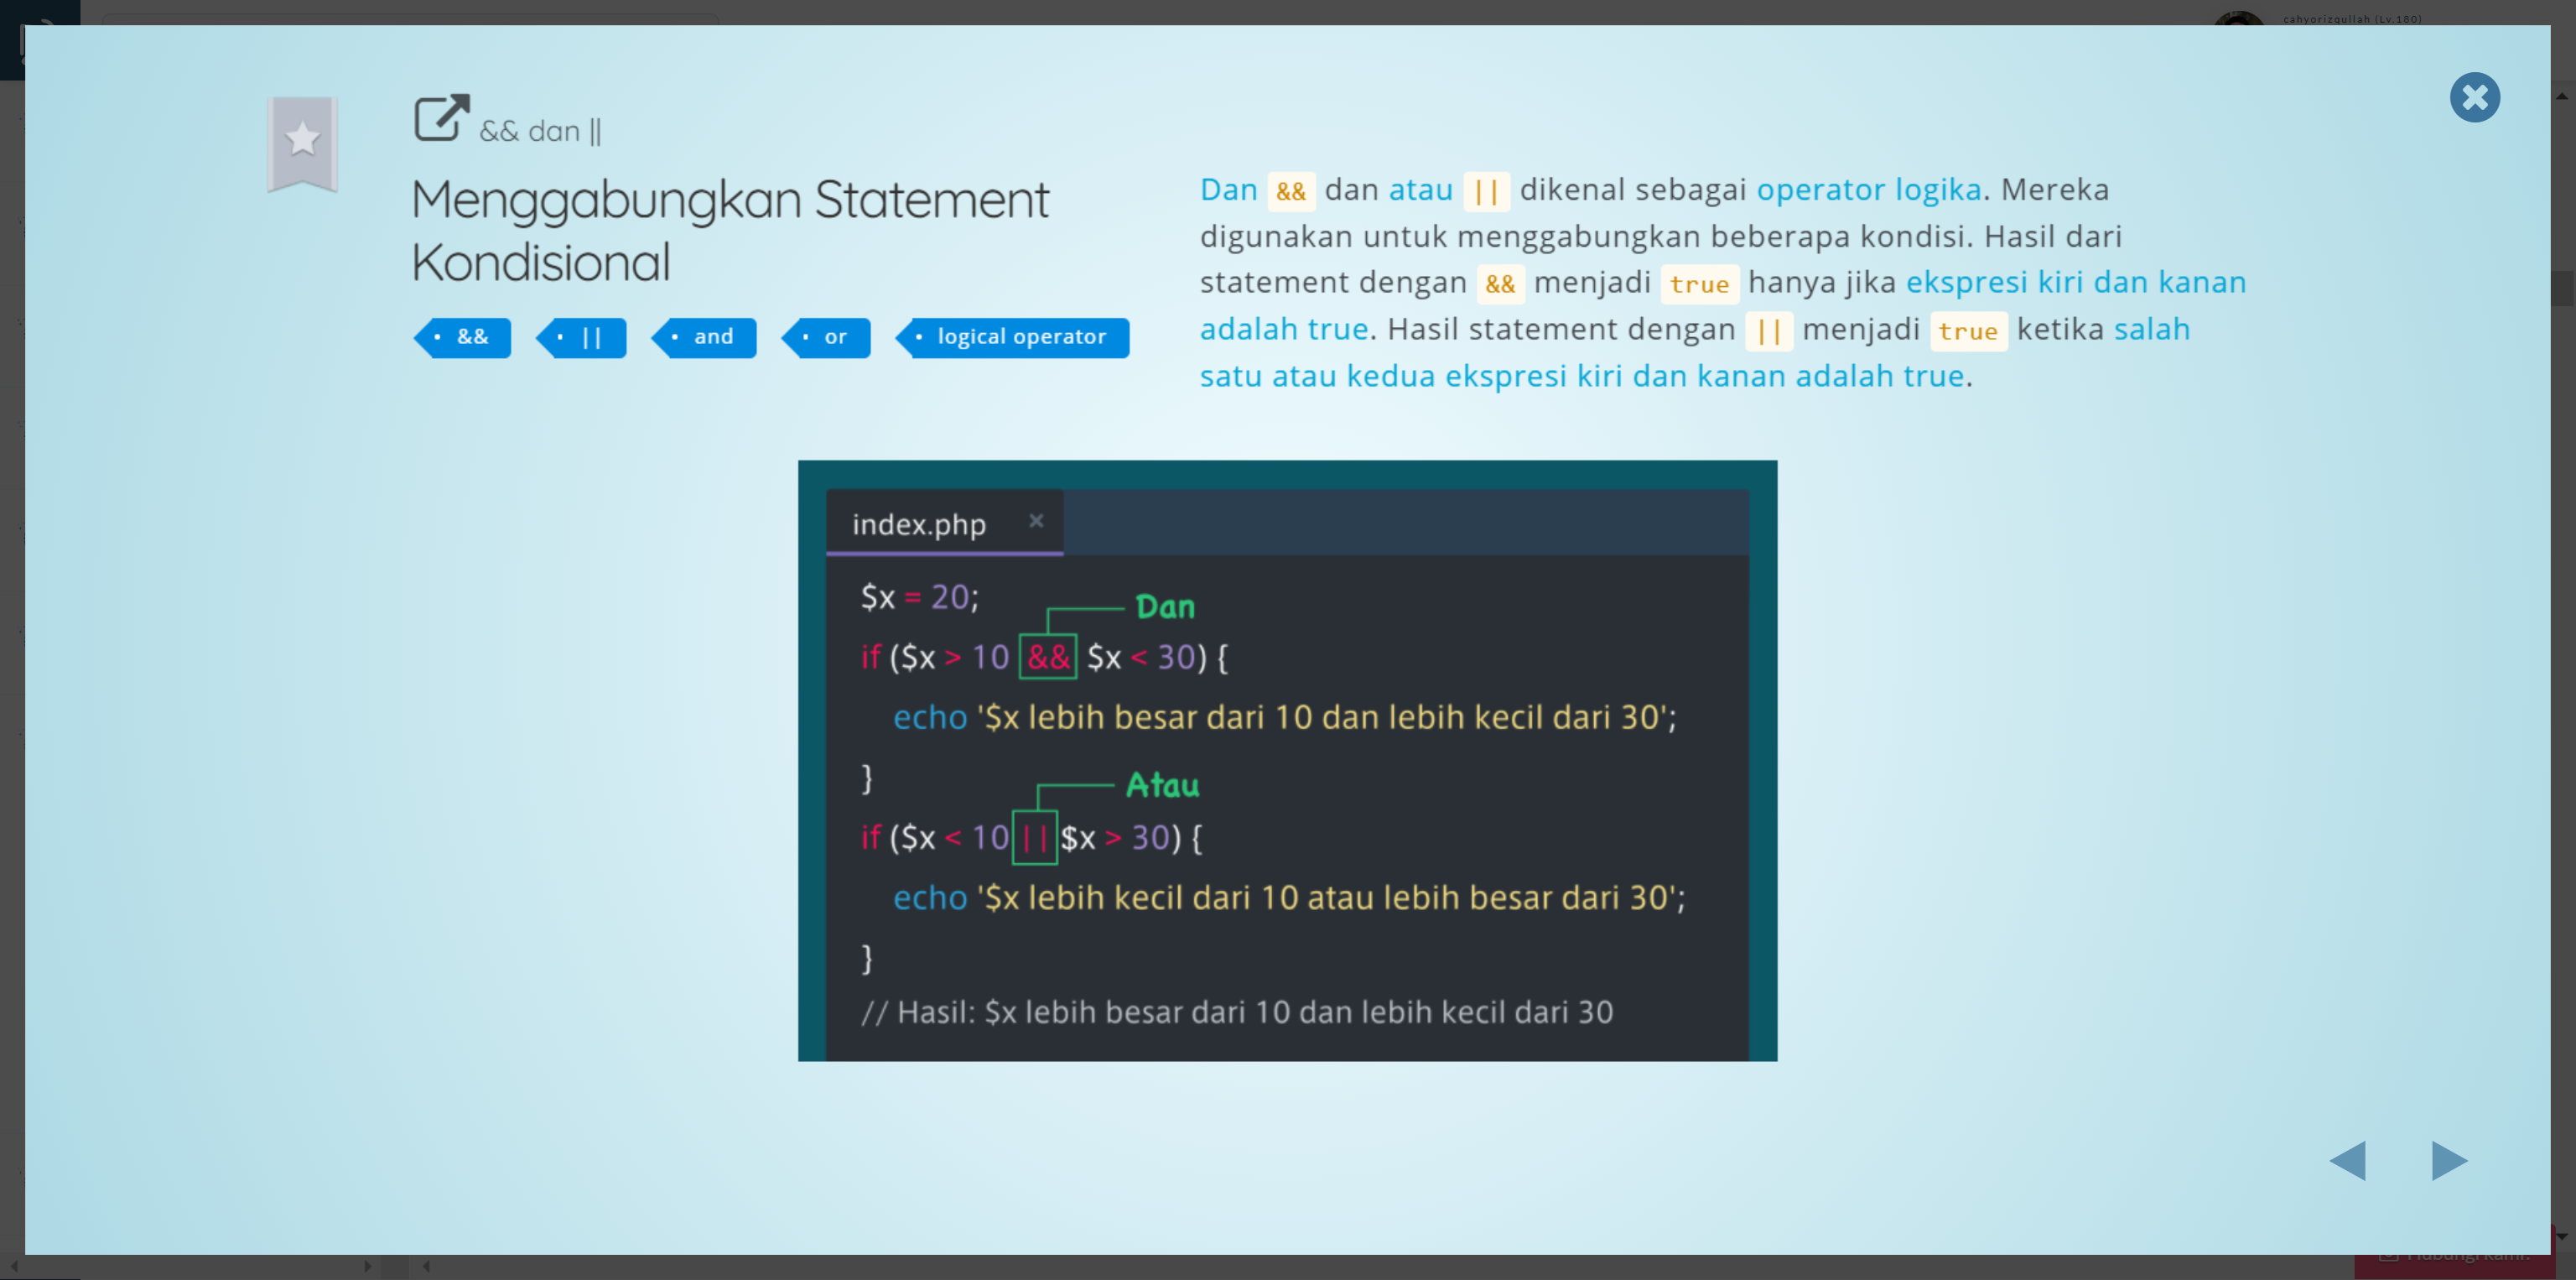 cahyorizqullah (Lv.180)
&& dan ||
Menggabungkan Statement
Kondisional
&& || and or logical operator
Dan && dan atau || dikenal sebagai operator logika. Mereka
digunakan untuk menggabungkan beberapa kondisi. Hasil dari
statement dengan && menjadi true hanya jika ekspresi kiri dan kanan
adalah true. Hasil statement dengan || menjadi true ketika salah
satu atau kedua ekspresi kiri dan kanan adalah true.
index.php
$x = 20;
Dan
if ($x > 10 && $x < 30) {
echo '$x lebih besar dari 10 dan lebih kecil dari 30';
}
Atau
if ($x < 10 || $x > 30) {
echo '$x lebih kecil dari 10 atau lebih besar dari 30';
}
// Hasil: $x lebih besar dari 10 dan lebih kecil dari 30
Hubungi kami.